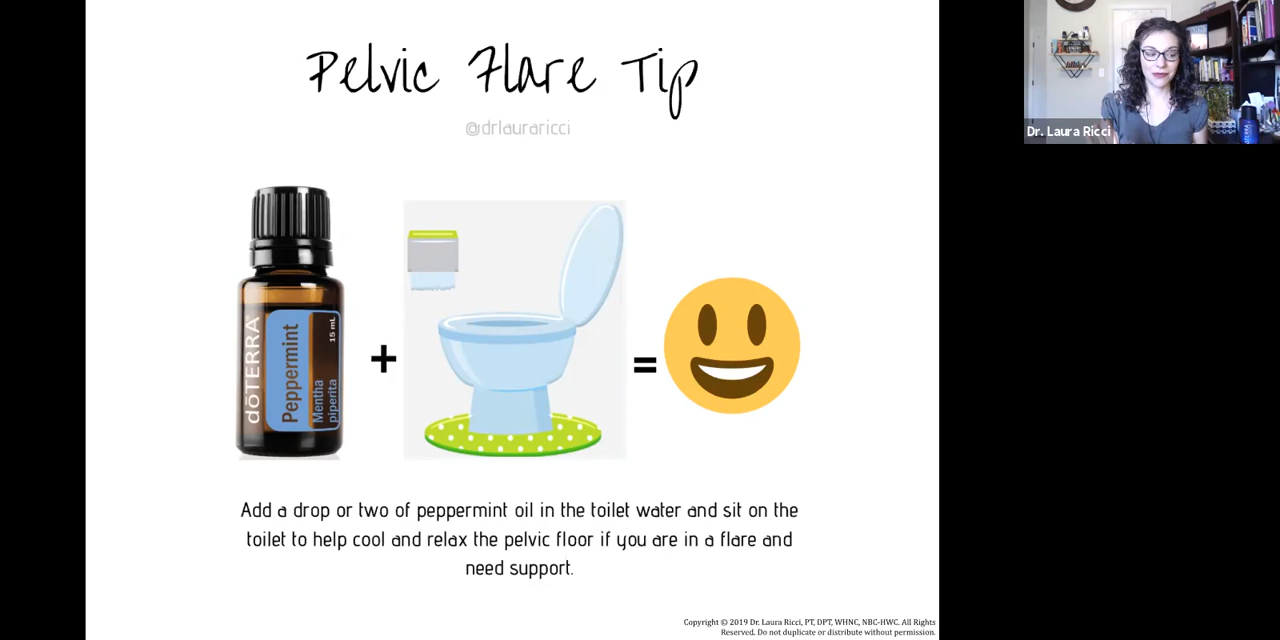 Pelvic Flare Tip
@drlauraricci
Dr. Laura Ricci
dōTERRA
Peppermint
Mentha
piperita
15 mL
+
=
Add a drop or two of peppermint oil in the toilet water and sit on the
toilet to help cool and relax the pelvic floor if you are in a flare and
need support.
Copyright © 2019 Dr. Laura Ricci, PT, DPT, WHNC, NBC-HWC. All Rights
Reserved. Do not duplicate or distribute without permission.